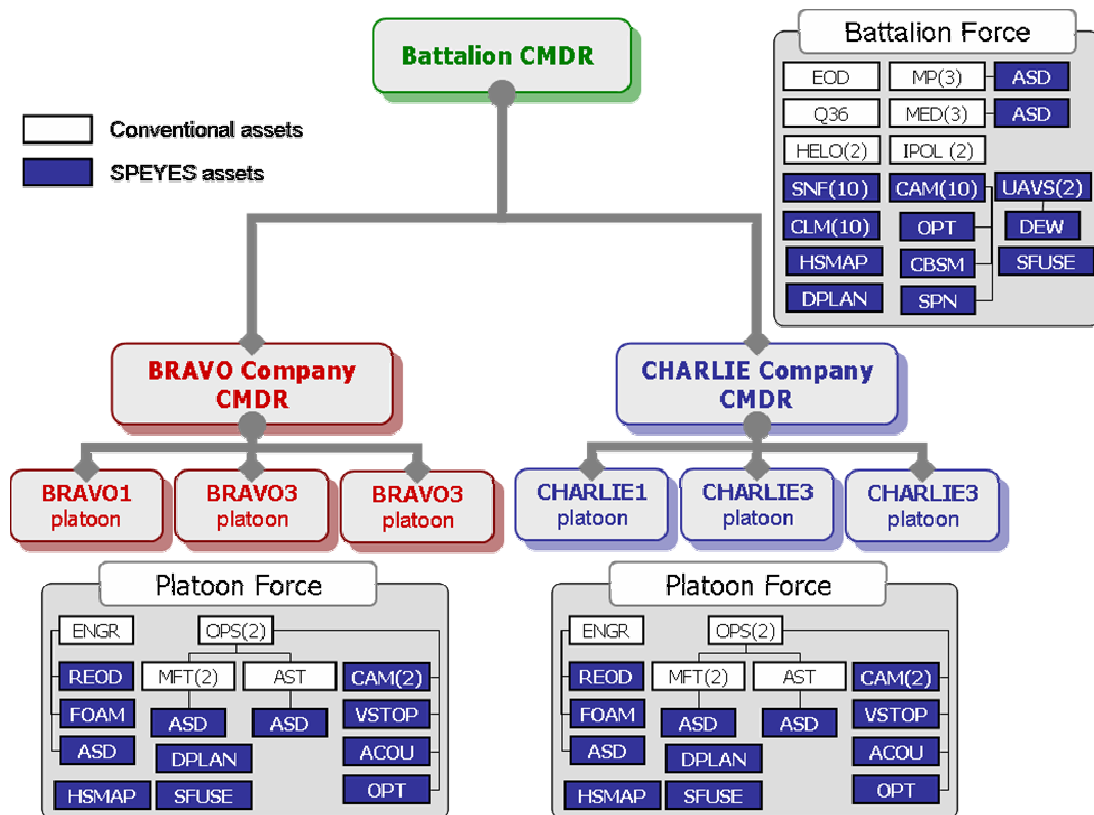 Battalion CMDR
Battalion Force
EOD MP(3) ASD
Q36 MED(3) ASD
HELO(2) IPOL (2)
SNF(10) CAM(10) UAVS(2)
CLM(10) OPT DEW
HSMAP CBSM SFUSE
DPLAN SPN
Conventional assets
SPEYES assets
BRAVO Company
CMDR
CHARLIE Company
CMDR
BRAVO1
platoon
BRAVO3
platoon
BRAVO3
platoon
CHARLIE1
platoon
CHARLIE3
platoon
CHARLIE3
platoon
Platoon Force
ENGR OPS(2)
REOD MFT(2) AST CAM(2)
FOAM ASD ASD VSTOP
ASD DPLAN ACOU
HSMAP SFUSE OPT
Platoon Force
ENGR OPS(2)
REOD MFT(2) AST CAM(2)
FOAM ASD ASD VSTOP
ASD DPLAN ACOU
HSMAP SFUSE OPT